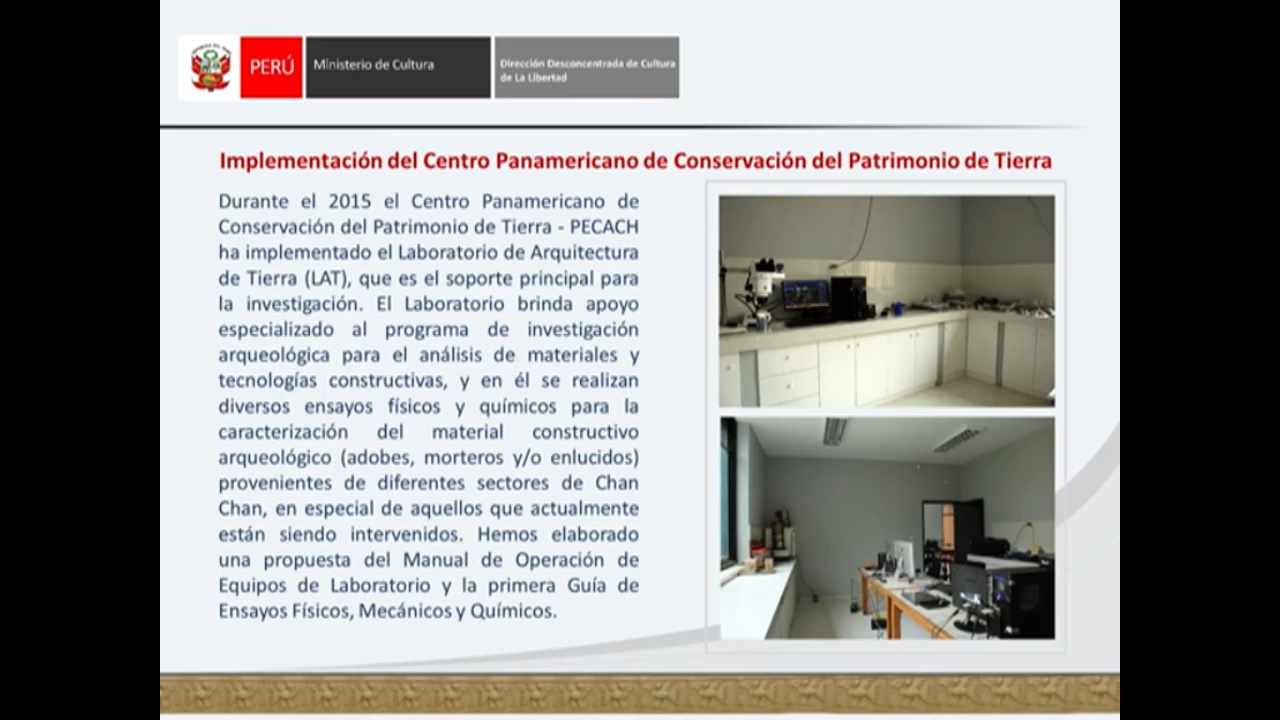 PERÚ
Ministerio de Cultura
Dirección Desconcentrada de Cultura
de La Libertad
Implementación del Centro Panamericano de Conservación del Patrimonio de Tierra
Durante el 2015 el Centro Panamericano de
Conservación del Patrimonio de Tierra - PECACH
ha implementado el Laboratorio de Arquitectura
de Tierra (LAT), que es el soporte principal para
la investigación. El Laboratorio brinda apoyo
especializado al programa de investigación
arqueológica para el análisis de materiales y
tecnologías constructivas, y en él se realizan
diversos ensayos físicos y químicos para la
caracterización del material constructivo
arqueológico (adobes, morteros y/o enlucidos)
provenientes de diferentes sectores de Chan
Chan, en especial de aquellos que actualmente
están siendo intervenidos. Hemos elaborado
una propuesta del Manual de Operación de
Equipos de Laboratorio y la primera Guía de
Ensayos Físicos, Mecánicos y Químicos.